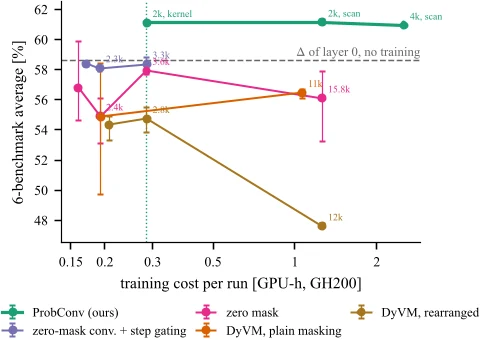 62
60
58
56
54
52
50
48
6-benchmark average [%]
2k, kernel
2k, scan
4k, scan
Δ of layer 0, no training
3.3k
11k
15.8k
2.4k
2.0k
12k
0.15 0.2 0.3 0.5 1 2
training cost per run [GPU-h, GH200]
ProbConv (ours)
zero mask
DyVM, rearranged
zero-mask conv. + step gating
DyVM, plain masking